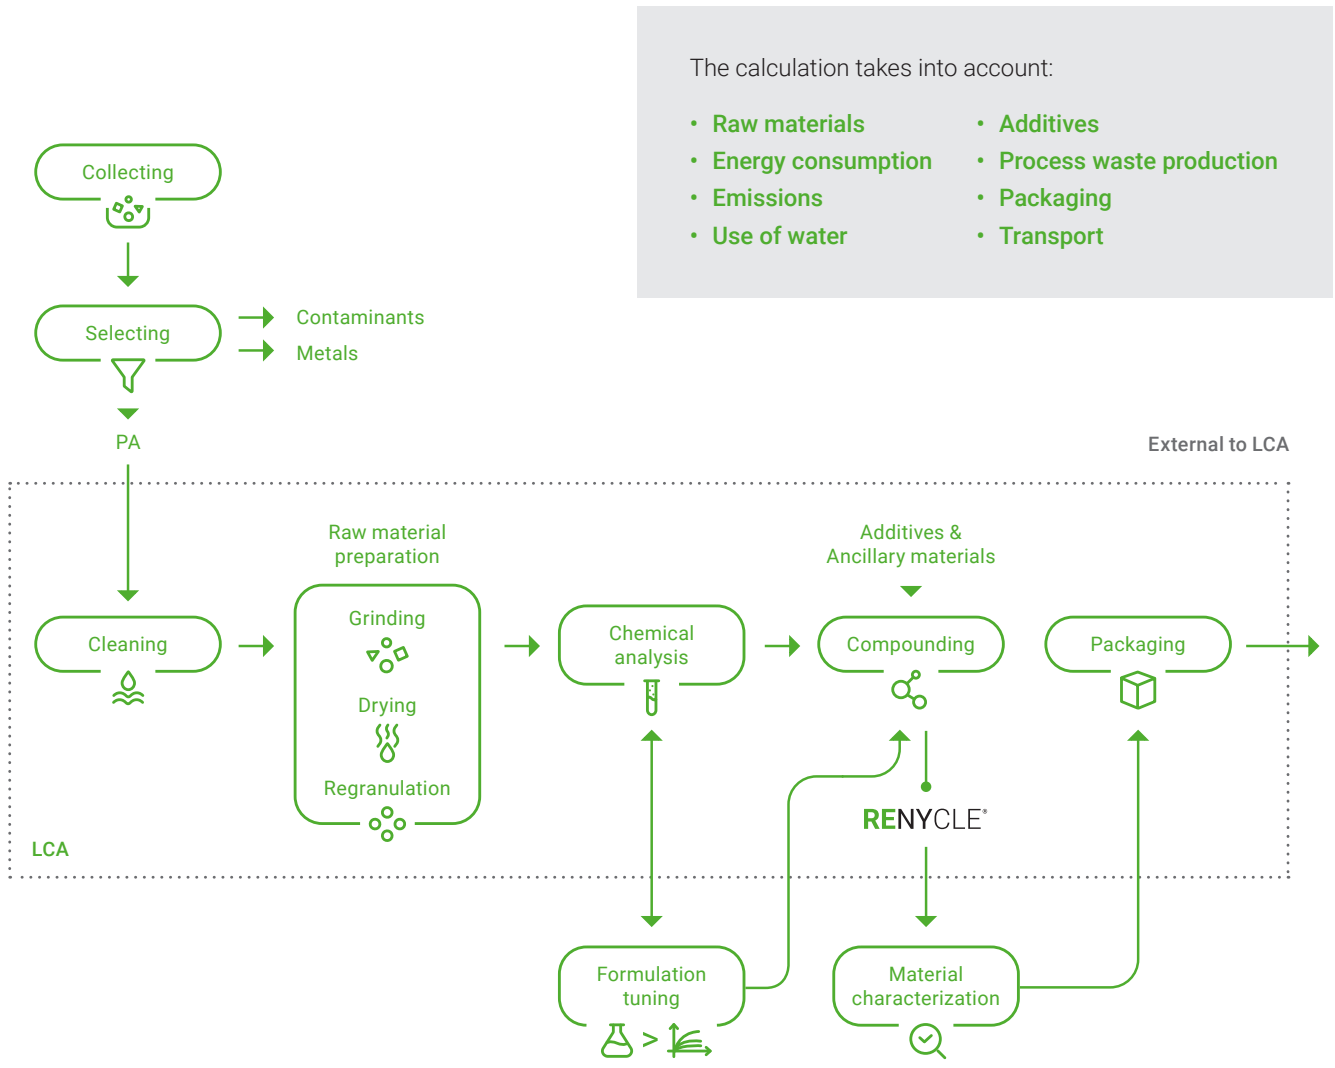 The calculation takes into account:
• Raw materials
• Energy consumption
• Emissions
• Use of water
• Additives
• Process waste production
• Packaging
• Transport
Collecting
Selecting
Contaminants
Metals
PA
External to LCA
Raw material
preparation
Additives &
Ancillary materials
Cleaning
Grinding
Drying
Regranulation
Chemical
analysis
Compounding
Packaging
RENYCLE®
LCA
Formulation
tuning
>
Material
characterization